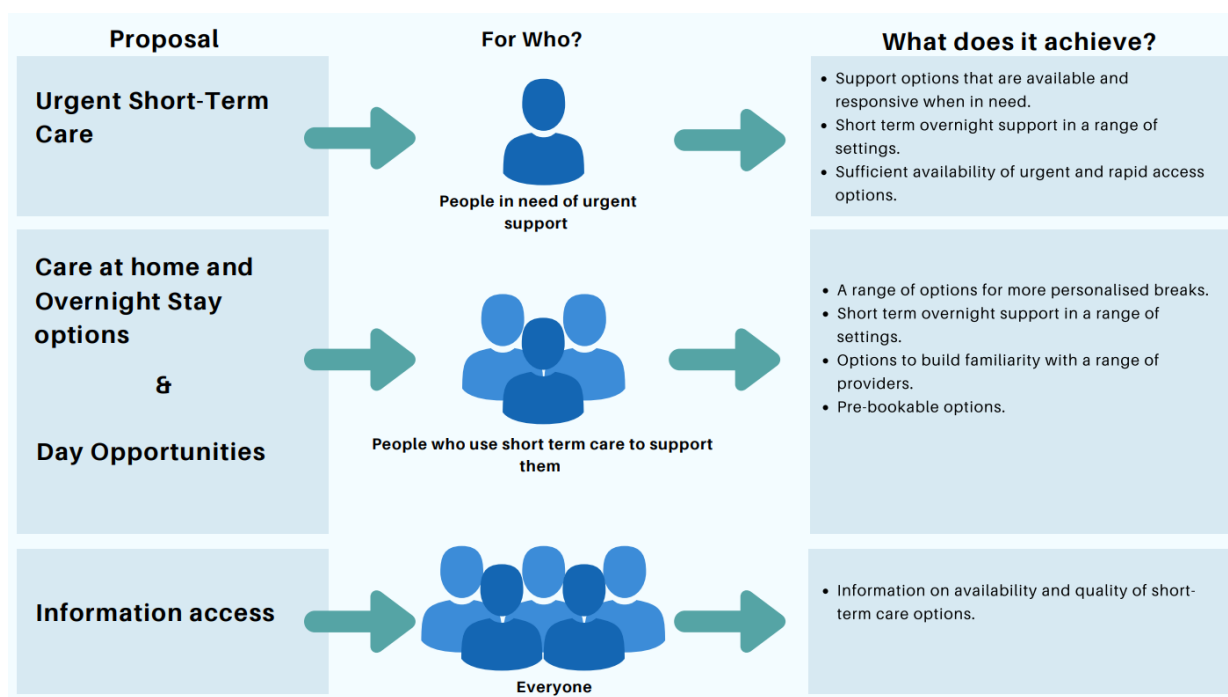 Proposal
For Who?
What does it achieve?
Urgent Short-Term
Care
People in need of urgent
support
• Support options that are available and
responsive when in need.
• Short term overnight support in a range of
settings.
• Sufficient availability of urgent and rapid access
options.
Care at home and
Overnight Stay
options
&
Day Opportunities
People who use short term care to support
them
• A range of options for more personalised breaks.
• Short term overnight support in a range of
settings.
• Options to build familiarity with a range of
providers.
• Pre-bookable options.
Information access
Everyone
• Information on availability and quality of short-
term care options.